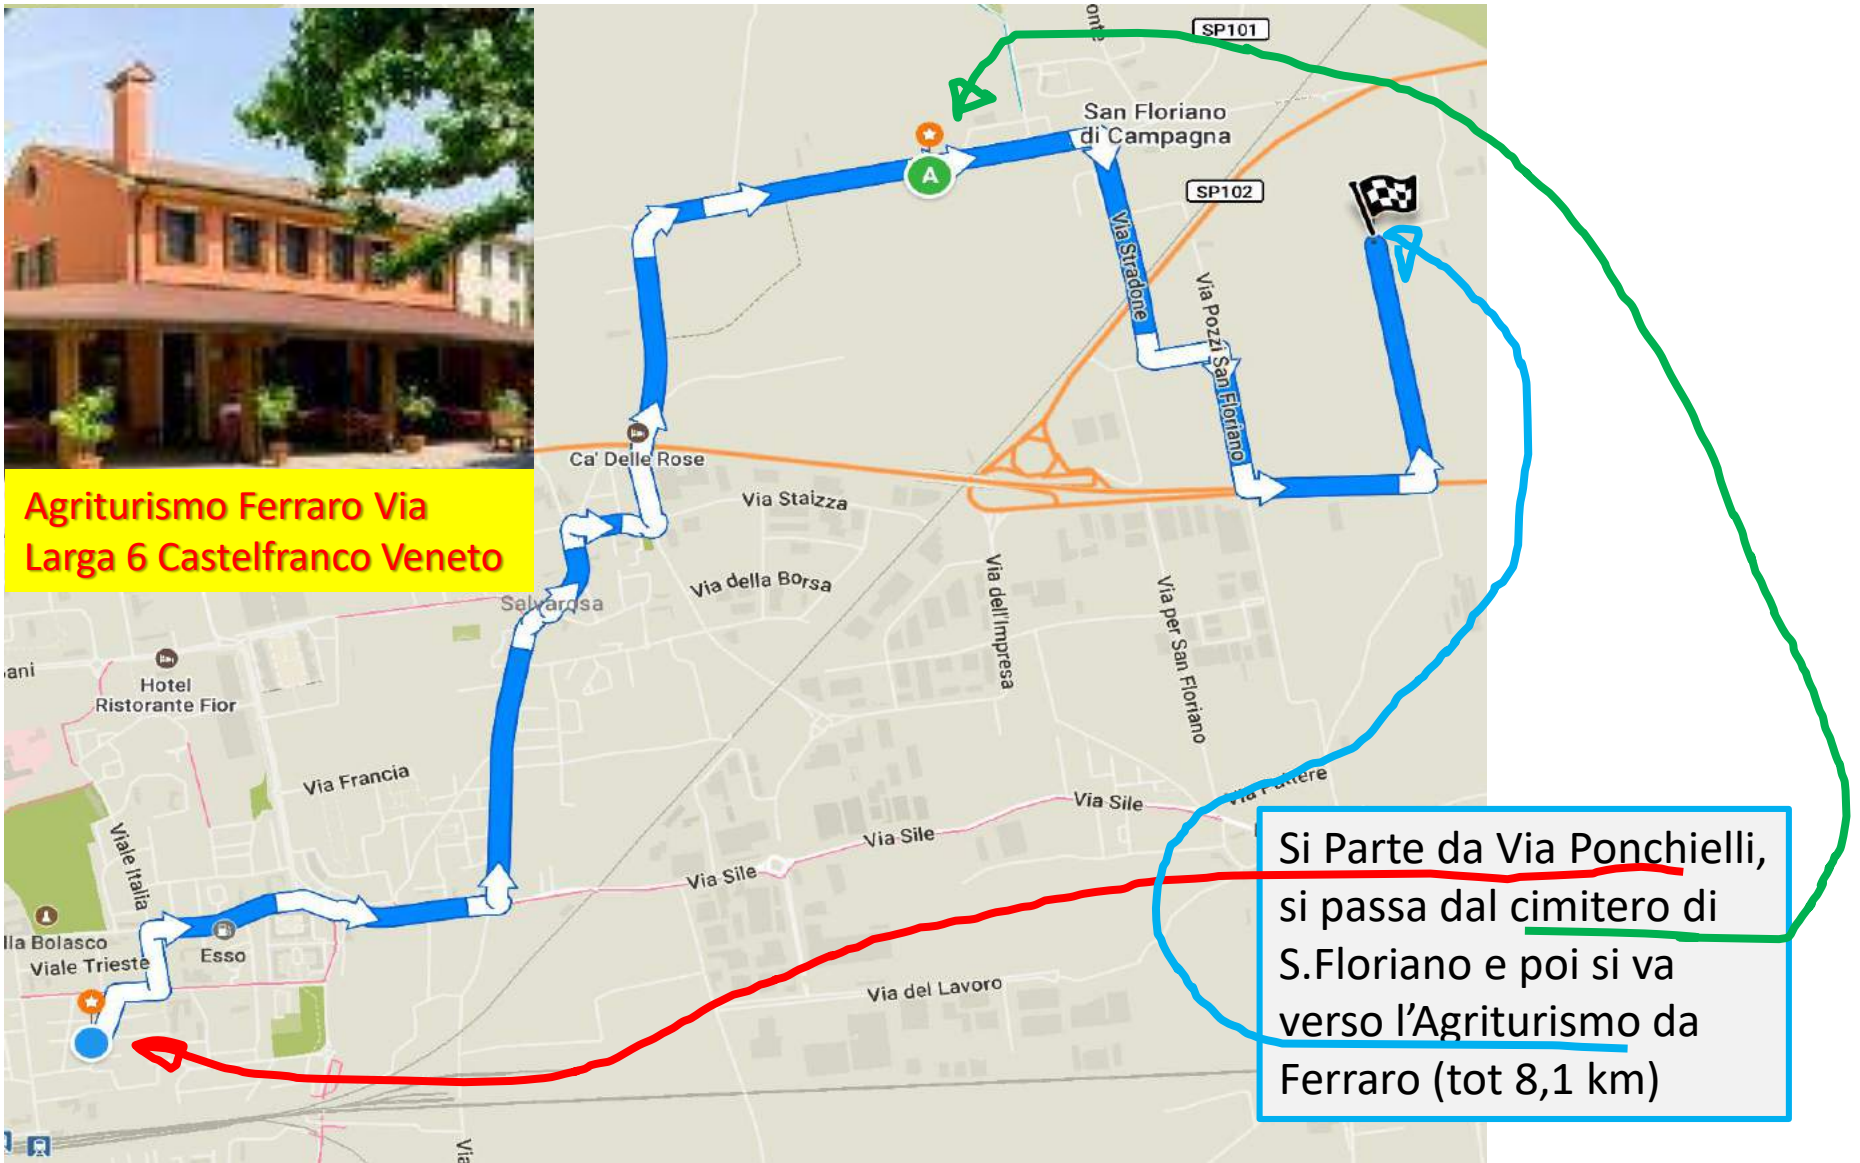 SP101
San Floriano
di Campagna
A
SP102
Via Stradone
Via Pozzi San Floriano
Ca' Delle Rose
Agriturismo Ferraro Via
Larga 6 Castelfranco Veneto
Via Staizza
Via della Borsa
Via dell'Impresa
Via per San Floriano
Salvarosa
Hotel
Ristorante Fior
Via Francia
Viale Italia
Via Sile
Via Sile
Via Sile
lla Bolasco
Viale Trieste
Esso
Via del Lavoro
Via
Si Parte da Via Ponchielli,
si passa dal cimitero di
S.Floriano e poi si va
verso l'Agriturismo da
Ferraro (tot 8,1 km)